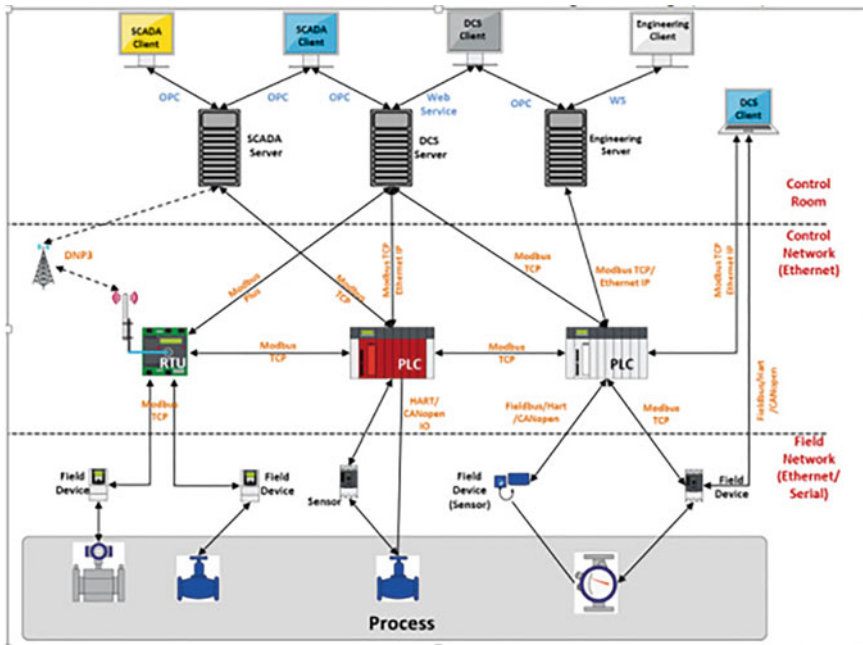 SCADA
Client
SCADA
Client
DCS
Client
Engineering
Client
OPC
OPC
OPC
Web
Service
OPC
WS
DCS
Client
SCADA
Server
DCS
Server
Engineering
Server
Control
Room
DNP3
Control
Network
(Ethernet)
Modbus
Plus
Modbus
TCP
Modbus TCP
Ethernet IP
Modbus
TCP
Modbus TCP/
Ethernet IP
Modbus TCP
Ethernet IP
RTU
Modbus
TCP
PLC
Modbus
TCP
PLC
Modbus
TCP
HART/
CANopen
IO
Fieldbus/Hart
/CANopen
Modbus
TCP
Fieldbus/Hart
/CANopen
Field
Network
(Ethernet/
Serial)
Field
Device
Field
Device
Sensor
Field
Device
(Sensor)
Field
Device
Process